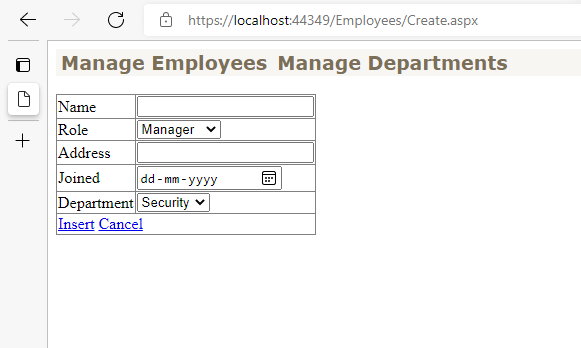 https://localhost:44349/Employees/Create.aspx
Manage Employees Manage Departments
Name
Role Manager
Address
Joined dd-mm-yyyy
Department Security
Insert Cancel